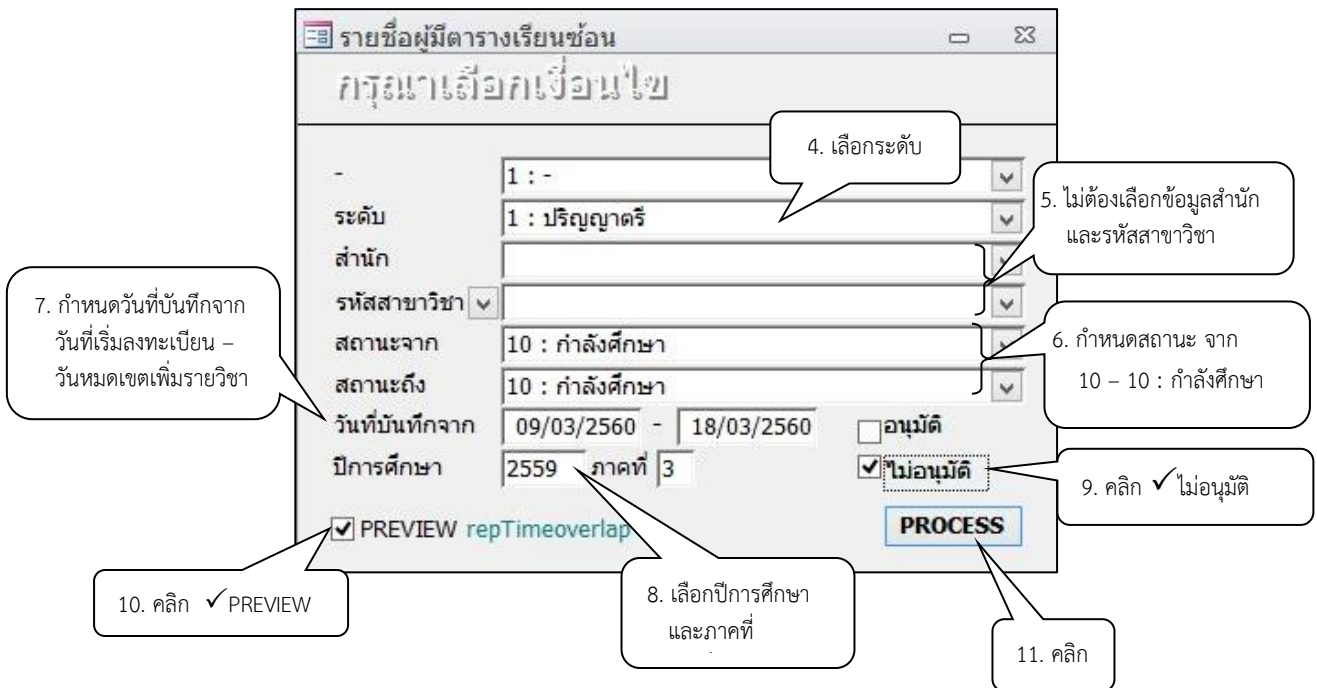 รายชื่อผู้มีตารางเรียนซ้อน
กรุณาเลือกเงื่อนไข
4. เลือกระดับ
-
1 : -
ระดับ
1 : ปริญญาตรี
5. ไม่ต้องเลือกข้อมูลสำนัก
และรหัสสาขาวิชา
สำนัก
รหัสสาขาวิชา
7. กำหนดวันที่บันทึกจาก
วันที่เริ่มลงทะเบียน –
วันหมดเขตเพิ่มรายวิชา
สถานะจาก
10 : กำลังศึกษา
6. กำหนดสถานะ จาก
10 – 10 : กำลังศึกษา
สถานะถึง
10 : กำลังศึกษา
วันที่บันทึกจาก
09/03/2560 - 18/03/2560
อนุมัติ
ปีการศึกษา
2559 ภาคที่ 3
ไม่อนุมัติ
9. คลิก ✓ ไม่อนุมัติ
PREVIEW repTimeoverlap
PROCESS
10. คลิก ✓ PREVIEW
8. เลือกปีการศึกษา
และภาคที่
11. คลิก